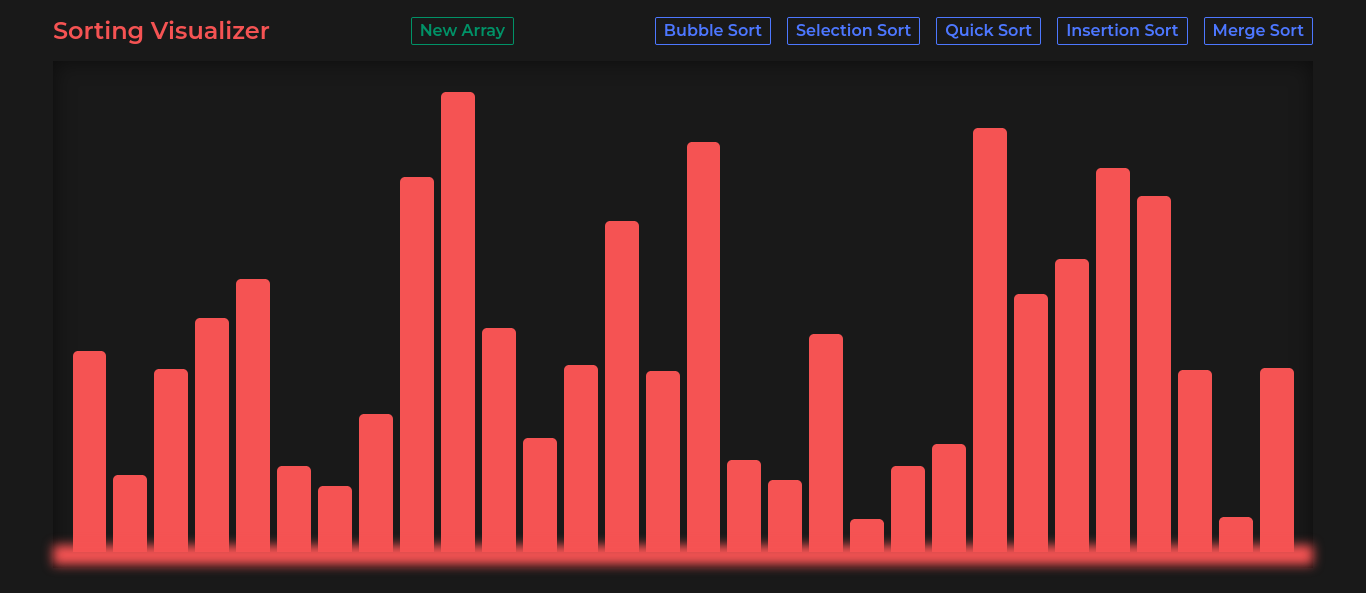 Sorting Visualizer
New Array
Bubble Sort
Selection Sort
Quick Sort
Insertion Sort
Merge Sort